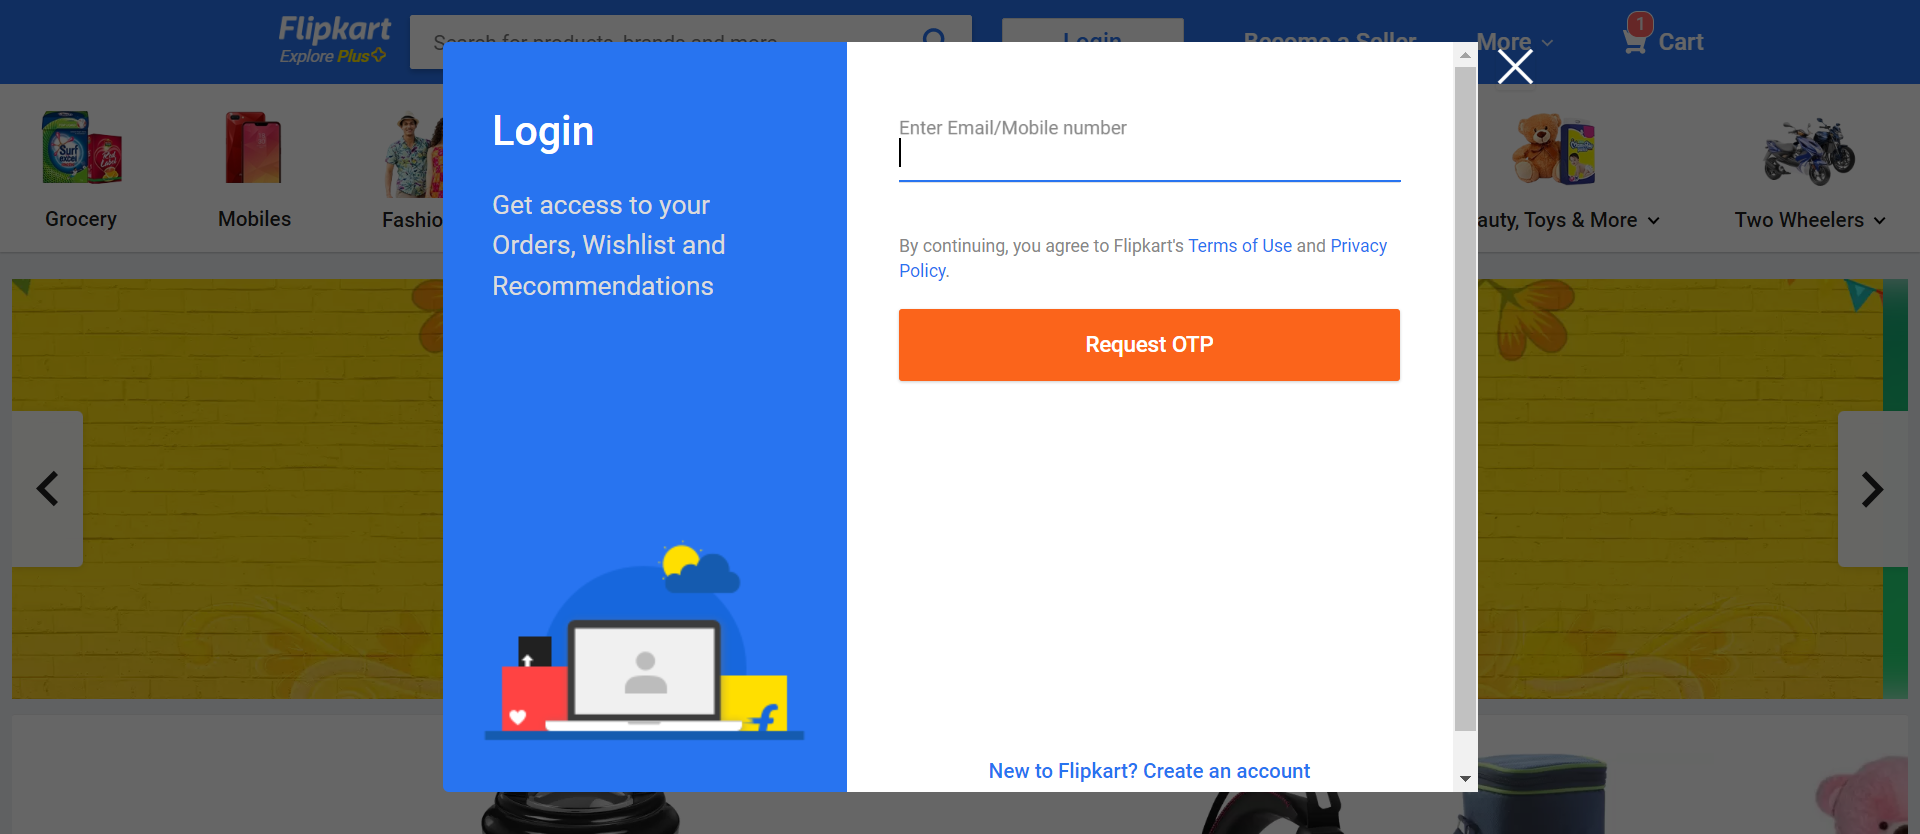 Flipkart
Explore Plus
Search for products, brands and more
Login
Become a Seller
More
1
Cart
Surf
excel
Grocery
Mobiles
Fashio
auty, Toys & More
Two Wheelers
Login
Get access to your
Orders, Wishlist and
Recommendations
Enter Email/Mobile number
By continuing, you agree to Flipkart's Terms of Use and Privacy
Policy.
Request OTP
New to Flipkart? Create an account